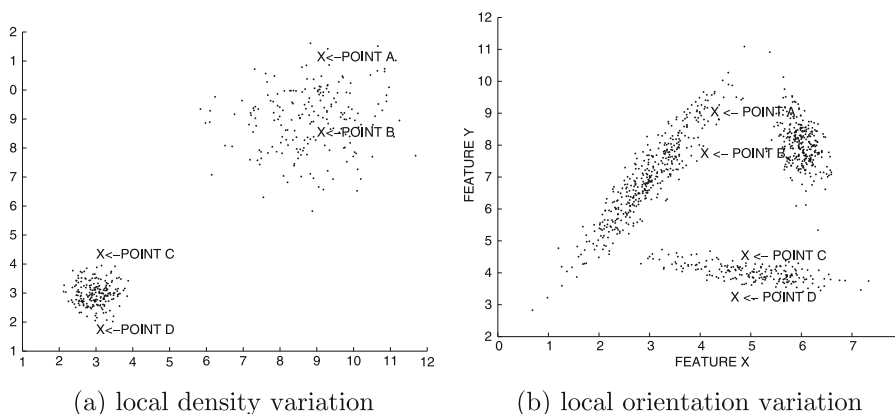 2
1
0
9
8
7
6
5
4
3
2
1
1 2 3 4 5 6 7 8 9 10 11 12
X<-POINT A
X<-POINT B
X<-POINT C
X<-POINT D
(a) local density variation
FEATURE Y
12
11
10
9
8
7
6
5
4
3
2
0 1 2 3 4 5 6 7
FEATURE X
X <- POINT A
X <- POINT B
X <- POINT C
X <- POINT D
(b) local orientation variation